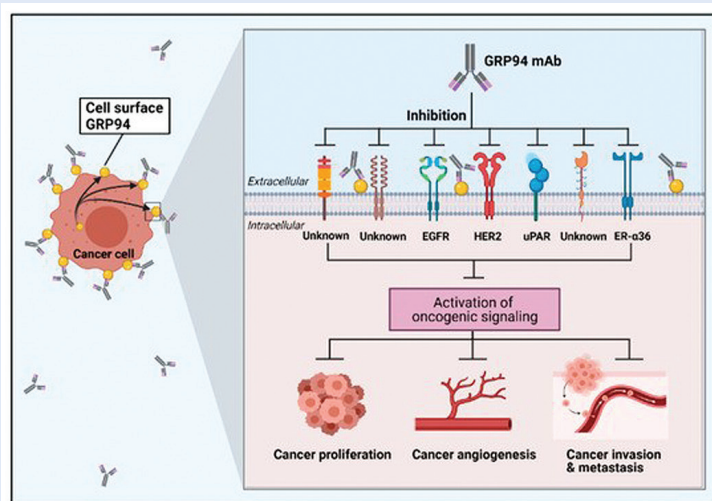 GRP94 mAb
Cell surface
GRP94
Inhibition
Extracellular
Intracellular
Unknown Unknown EGFR HER2 uPAR Unknown ER-α36
Cancer cell
Activation of
oncogenic signaling
Cancer proliferation Cancer angiogenesis Cancer invasion
& metastasis